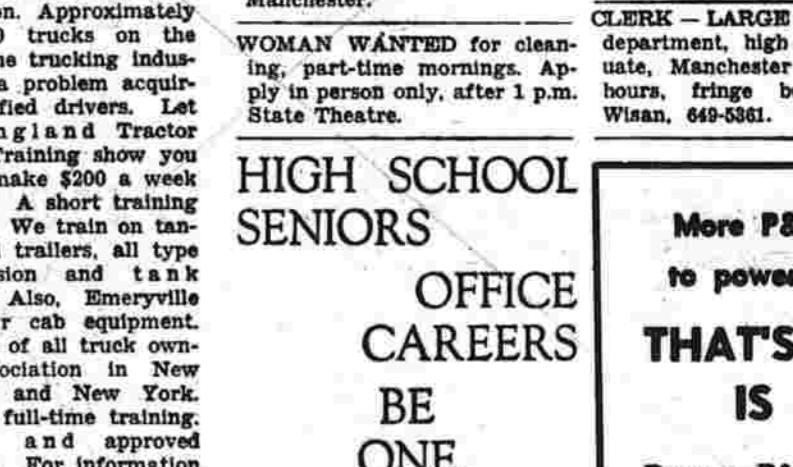 on. Approximately
trucks on the
trucking indus-
a problem acquir-
fied drivers. Let
ngland Tractor
Training show you
make $200 a week
A short training
We train on tan-
trailers, all type
sion and tank
Also, Emeryville
r cab equipment.
of all truck own-
ociation in New
and New York.
full-time training.
and approved
For information
Manchester.
WOMAN WANTED for clean-
ing, part-time mornings. Ap-
ply in person only, after 1 p.m.
State Theatre.
HIGH SCHOOL
SENIORS
OFFICE
CAREERS
BE
ONE
CLERK — LARGE
department, high
uate, Manchester
hours, fringe b
Wisan, 649-5361.
More P&
to powe
THAT'S
IS